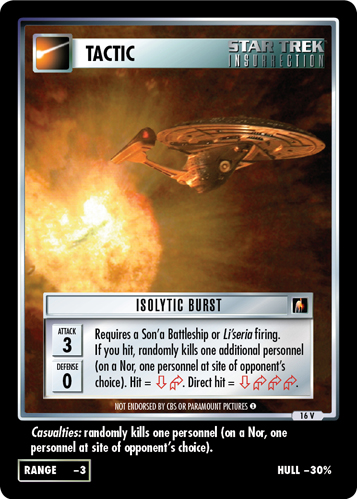 TACTIC
STAR TREK
INSURRECTION
ISOLYTIC BURST
ATTACK
3
DEFENSE
0
Requires a Son'a Battleship or Li'seria firing.
If you hit, randomly kills one additional personnel
(on a Nor, one personnel at site of opponent's
choice). Hit = . Direct hit = .
NOT ENDORSED BY CBS OR PARAMOUNT PICTURES
16 V
Casualties: randomly kills one personnel (on a Nor, one
personnel at site of opponent's choice).
RANGE −3
HULL −30%